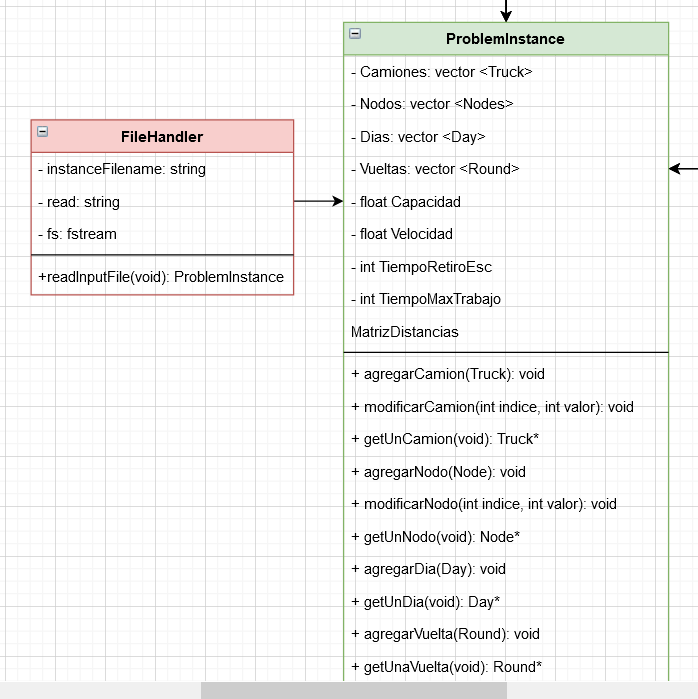 FileHandler
- instanceFilename: string
- read: string
- fs: fstream
+readInputFile(void): ProblemInstance
ProblemInstance
- Camiones: vector <Truck>
- Nodos: vector <Nodes>
- Dias: vector <Day>
- Vueltas: vector <Round>
- float Capacidad
- float Velocidad
- int TiempoRetiroEsc
- int TiempoMaxTrabajo
MatrizDistancias
+ agregarCamion(Truck): void
+ modificarCamion(int indice, int valor): void
+ getUnCamion(void): Truck*
+ agregarNodo(Node): void
+ modificarNodo(int indice, int valor): void
+ getUnNodo(void): Node*
+ agregarDia(Day): void
+ getUnDia(void): Day*
+ agregarVuelta(Round): void
+ getUnaVuelta(void): Round*